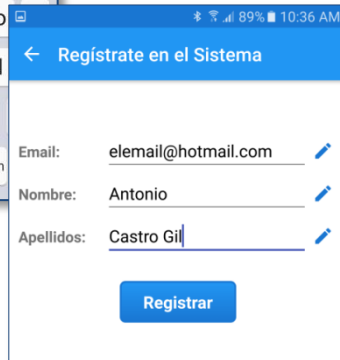 89% 10:36 AM
Regístrate en el Sistema
Email: elemail@hotmail.com
Nombre: Antonio
Apellidos: Castro Gil
Registrar